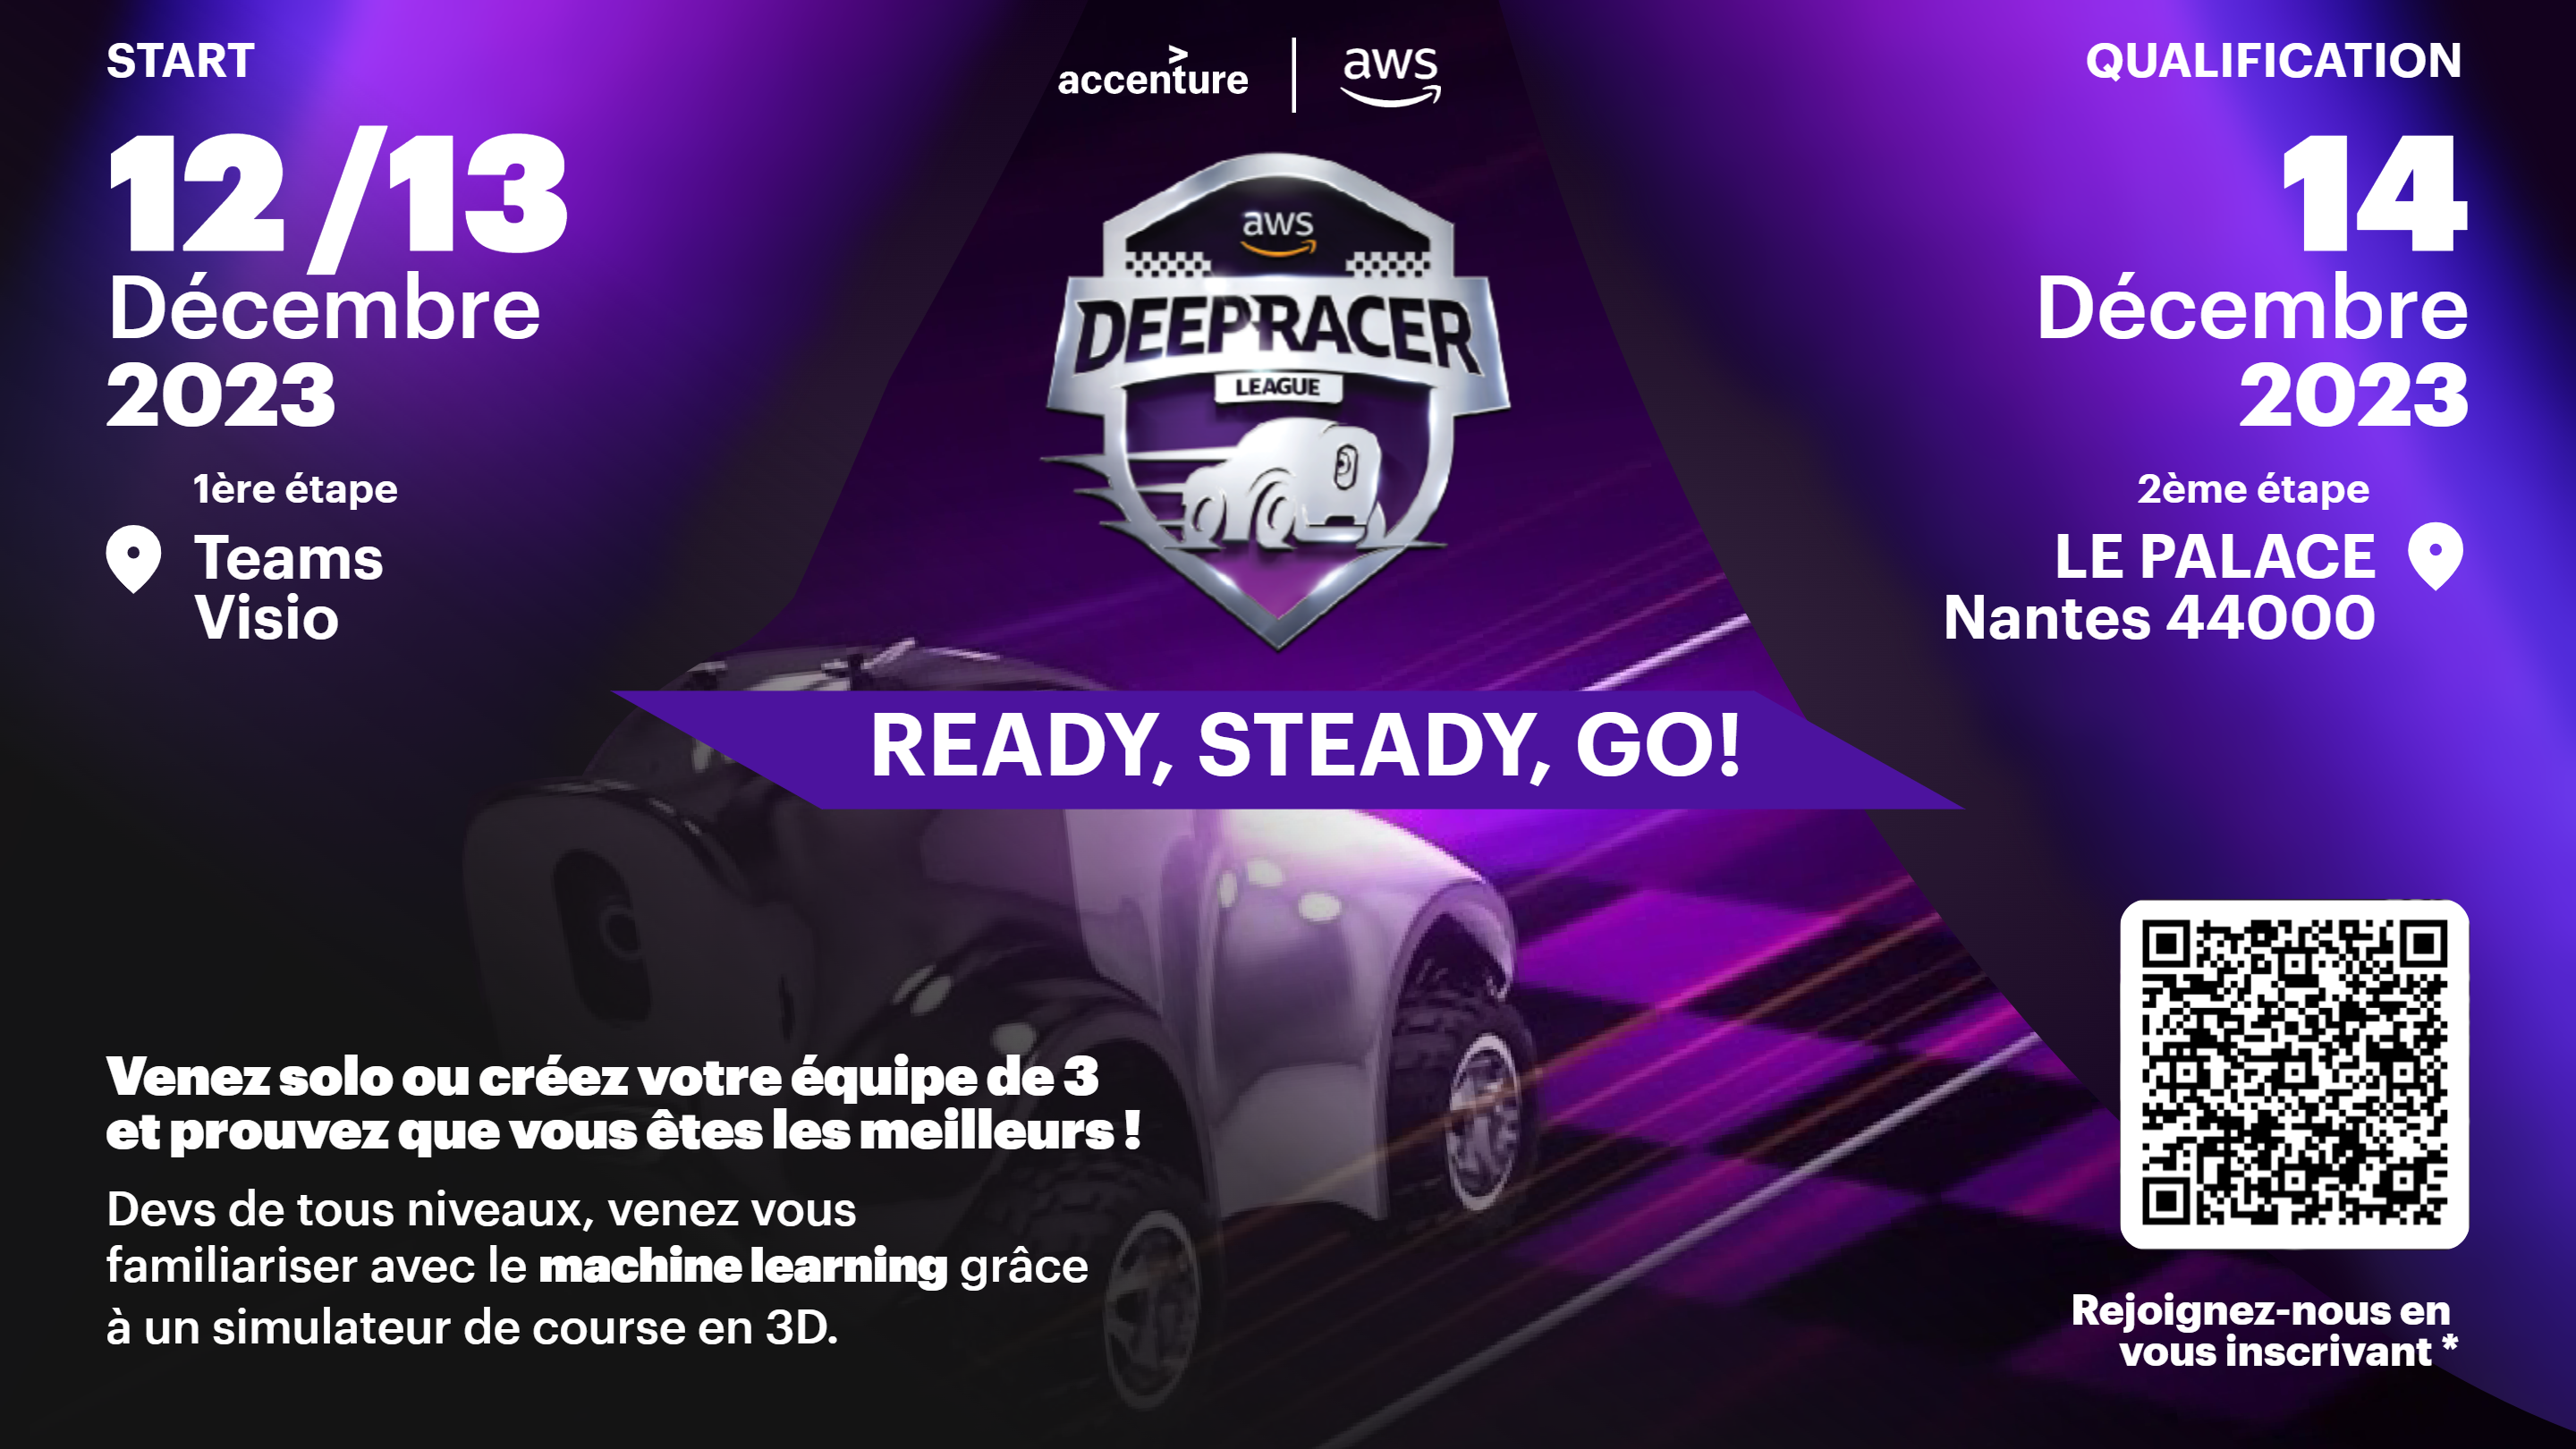 START
12 /13
Décembre
2023
1ère étape
Teams
Visio
accenture
aws
aws
DEEPRACER
LEAGUE
QUALIFICATION
14
Décembre
2023
2ème étape
LE PALACE
Nantes 44000
READY, STEADY, GO!
Venez solo ou créez votre équipe de 3
et prouvez que vous êtes les meilleurs !
Devs de tous niveaux, venez vous
familiariser avec le machine learning grâce
à un simulateur de course en 3D.
Rejoignez-nous en
vous inscrivant *